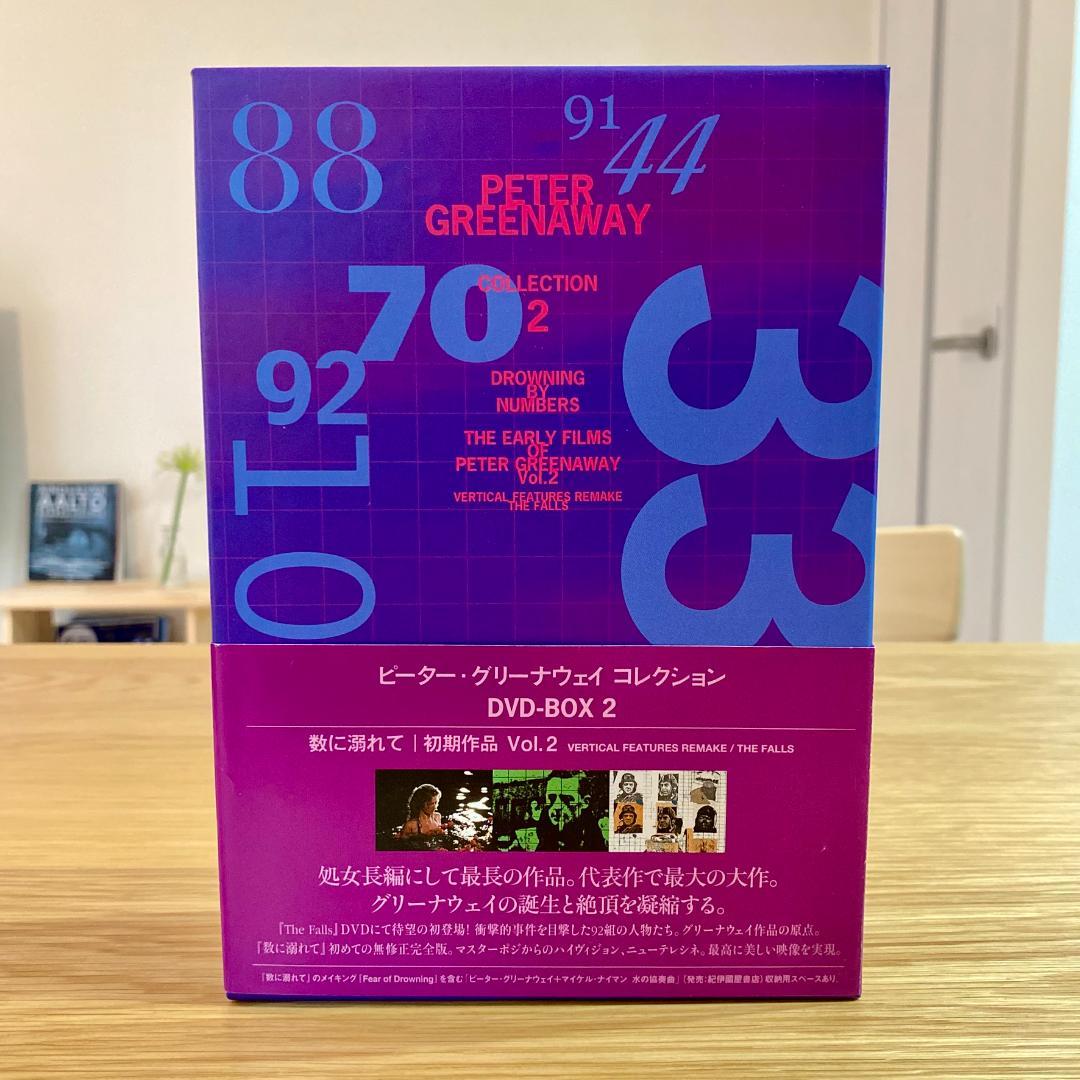 88
91
44
PETER
GREENAWAY
COLLECTION
2
70
92
10
33
DROWNING
BY
NUMBERS
THE EARLY FILMS
OF
PETER GREENAWAY
Vol.2
VERTICAL FEATURES REMAKE
THE FALLS
AALTO
ピーター・グリーナウェイ コレクション
DVD-BOX 2
数に溺れて｜初期作品 Vol.2 VERTICAL FEATURES REMAKE / THE FALLS
処女長編にして最長の作品。代表作で最大の大作。
グリーナウェイの誕生と絶頂を凝縮する。
『The Falls』DVDにて待望の初登場! 衝撃的事件を目撃した92組の人物たち。グリーナウェイ作品の原点。
『数に溺れて』初めての無修正完全版。マスターポジからのハイヴィジョン、ニューテレシネ。最高に美しい映像を実現。
『数に溺れて』のメイキング「Fear of Drowning」を含む「ピーター・グリーナウェイ+マイケル・ナイマン 水の協奏曲」(発売:紀伊國屋書店)収納用スペースあり。